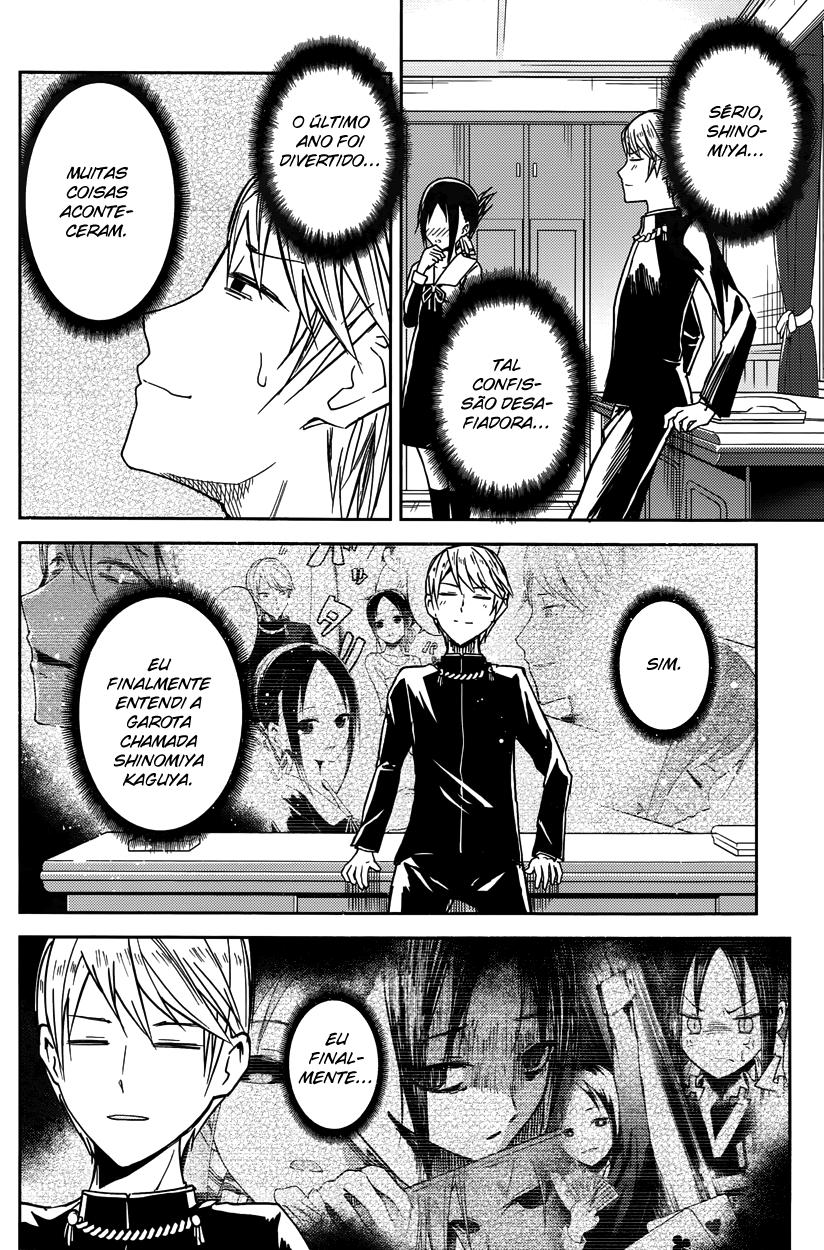 SÉRIO,
SHINO-
MIYA...
TAL
CONFIS-
SÃO DESA-
FIADORA...
O ÚLTIMO
ANO FOI
DIVERTIDO...
MUITAS
COISAS
ACONTE-
CERAM.
SIM.
EU
FINALMENTE
ENTENDI A
GAROTA
CHAMADA
SHINOMIYA
KAGUYA.
EU
FINAL-
MENTE...